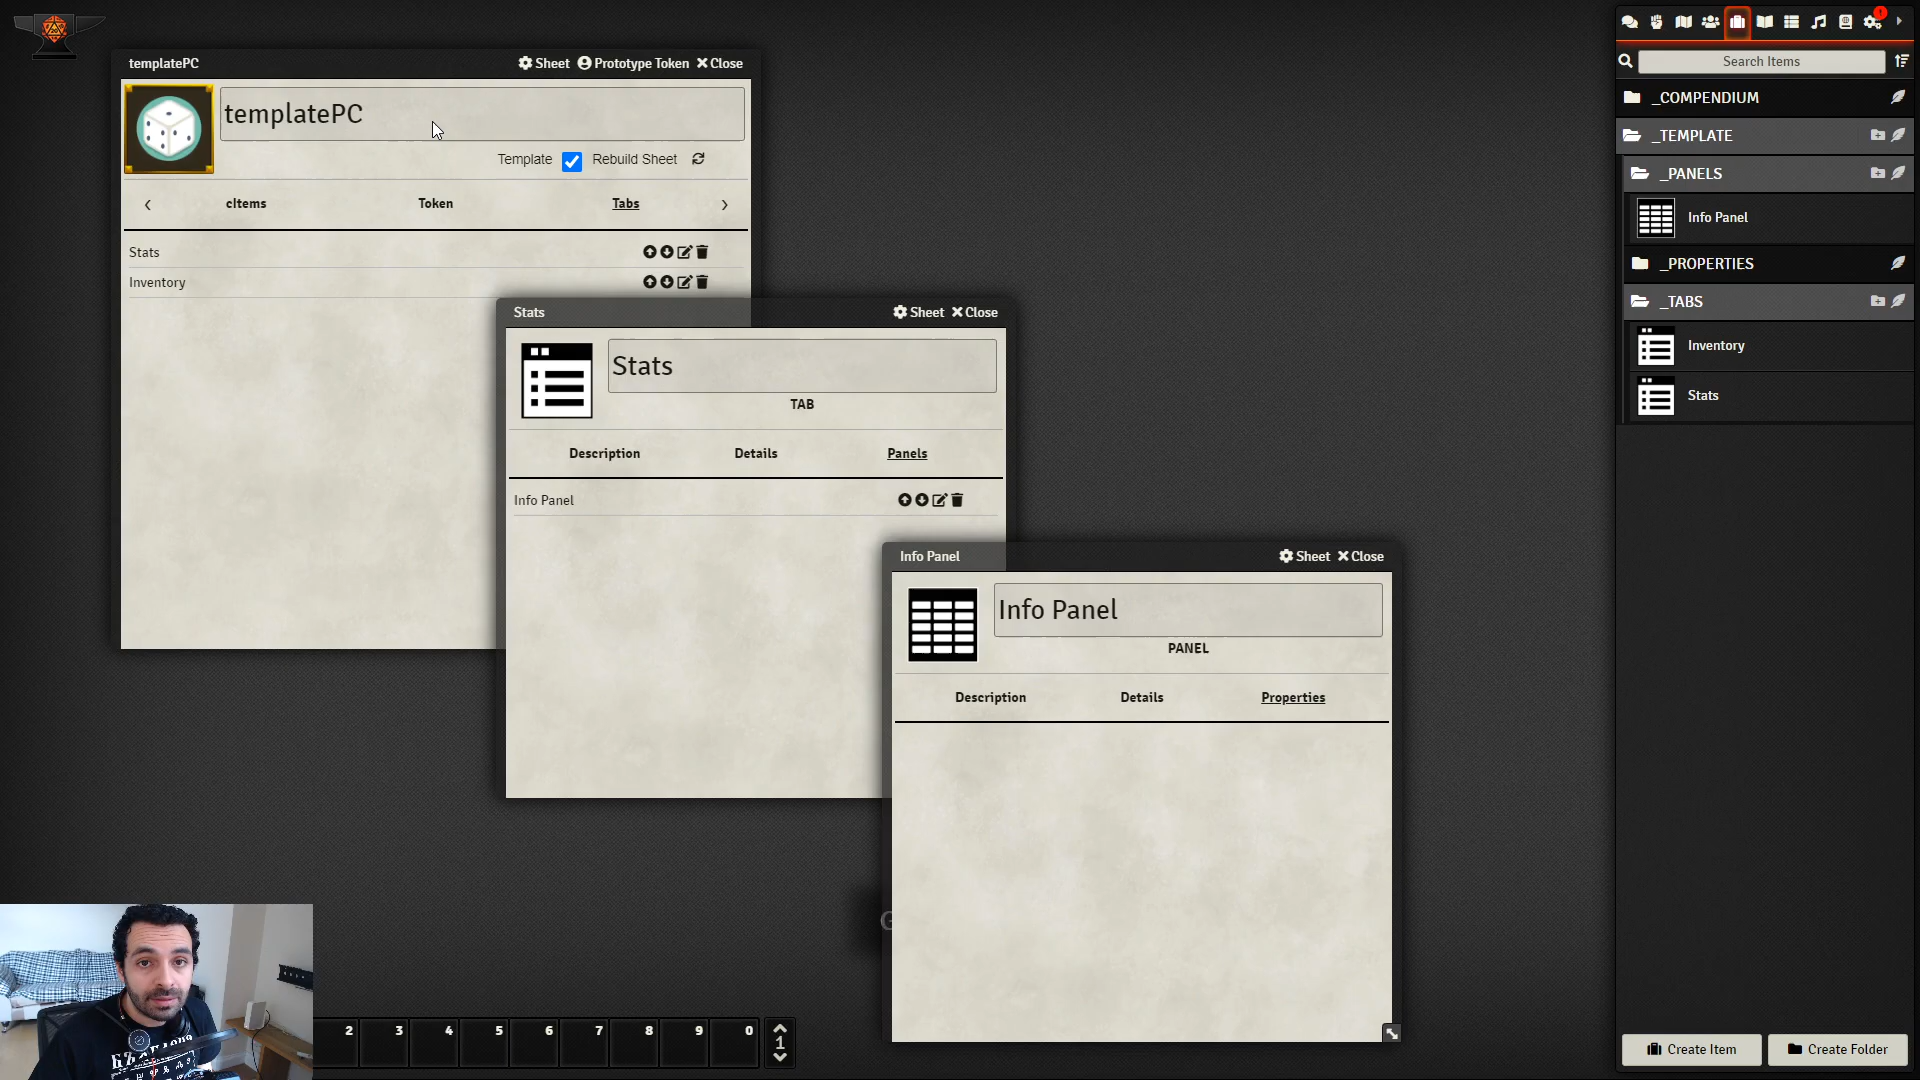 templatePC
Sheet Prototype Token Close
templatePC
Template Rebuild Sheet
cItems Token Tabs
Stats
Inventory
Stats
Sheet Close
Stats
TAB
Description Details Panels
Info Panel
Info Panel
Sheet Close
Info Panel
PANEL
Description Details Properties
Search Items
_COMPENDIUM
_TEMPLATE
_PANELS
Info Panel
_PROPERTIES
_TABS
Inventory
Stats
Create Item Create Folder
2 3 4 5 6 7 8 9 0
1